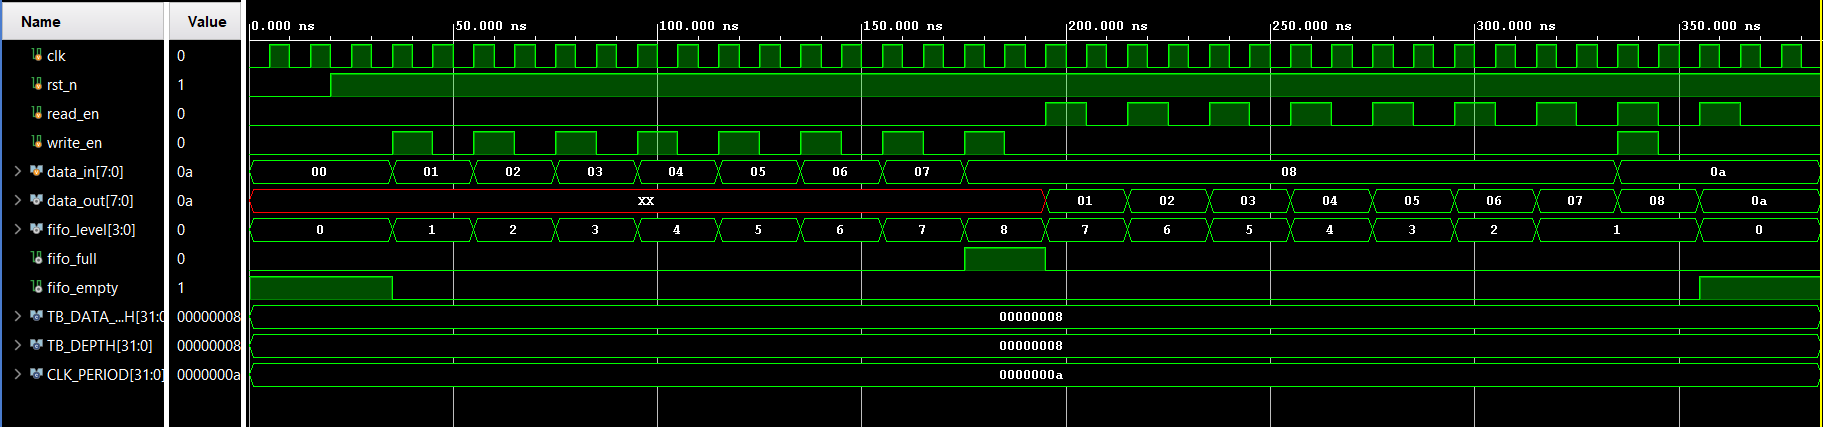 Name Value 0.000 ns 50.000 ns 100.000 ns 150.000 ns 200.000 ns 250.000 ns 300.000 ns 350.000 ns
clk 0
rst_n 1
read_en 0
write_en 0
data_in[7:0] 0a 00 01 02 03 04 05 06 07 08 0a
data_out[7:0] 0a XX 01 02 03 04 05 06 07 08 0a
fifo_level[3:0] 0 0 1 2 3 4 5 6 7 8 7 6 5 4 3 2 1 0
fifo_full 0
fifo_empty 1
TB_DATA_...H[31:0 00000008 00000008
TB_DEPTH[31:0] 00000008 00000008
CLK_PERIOD[31:0] 0000000a 0000000a